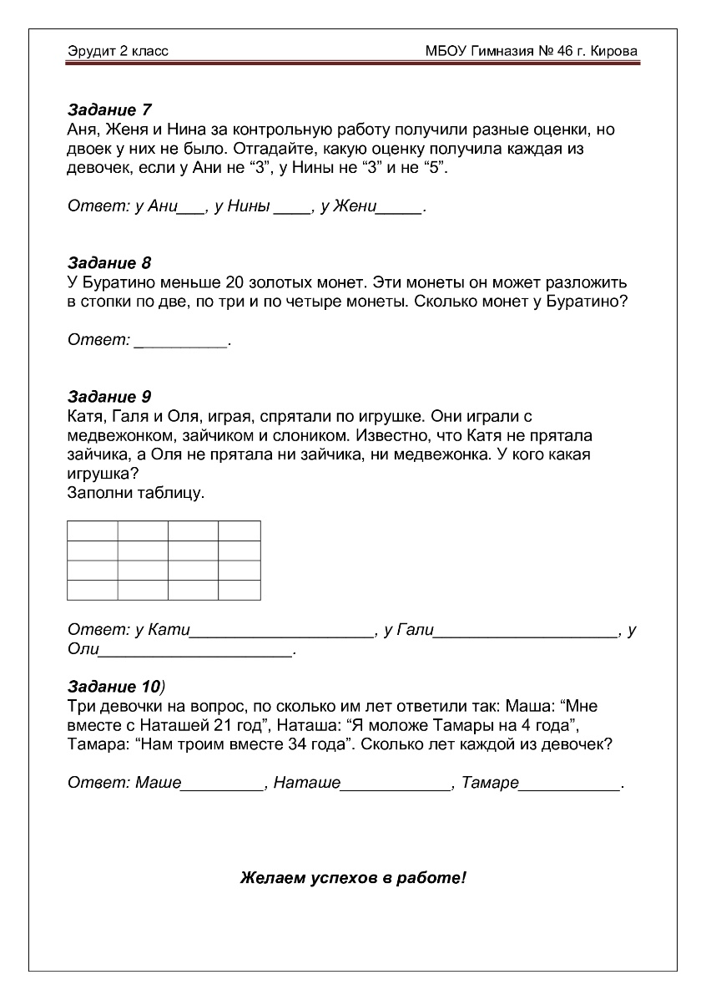 Эрудит 2 класс МБОУ Гимназия № 46 г. Кирова
Задание 7
Аня, Женя и Нина за контрольную работу получили разные оценки, но
двоек у них не было. Отгадайте, какую оценку получила каждая из
девочек, если у Ани не “3”, у Нины не “3” и не “5”.
Ответ: у Ани___, у Нины ____, у Жени_____.
Задание 8
У Буратино меньше 20 золотых монет. Эти монеты он может разложить
в стопки по две, по три и по четыре монеты. Сколько монет у Буратино?
Ответ: __________.
Задание 9
Катя, Галя и Оля, играя, спрятали по игрушке. Они играли с
медвежонком, зайчиком и слоником. Известно, что Катя не прятала
зайчика, а Оля не прятала ни зайчика, ни медвежонка. У кого какая
игрушка?
Заполни таблицу.
Ответ: у Кати____________________, у Гали____________________, у
Оли_____________________.
Задание 10)
Три девочки на вопрос, по сколько им лет ответили так: Маша: “Мне
вместе с Наташей 21 год”, Наташа: “Я моложе Тамары на 4 года”,
Тамара: “Нам троим вместе 34 года”. Сколько лет каждой из девочек?
Ответ: Маше_________, Наташе____________, Тамаре___________.
Желаем успехов в работе!